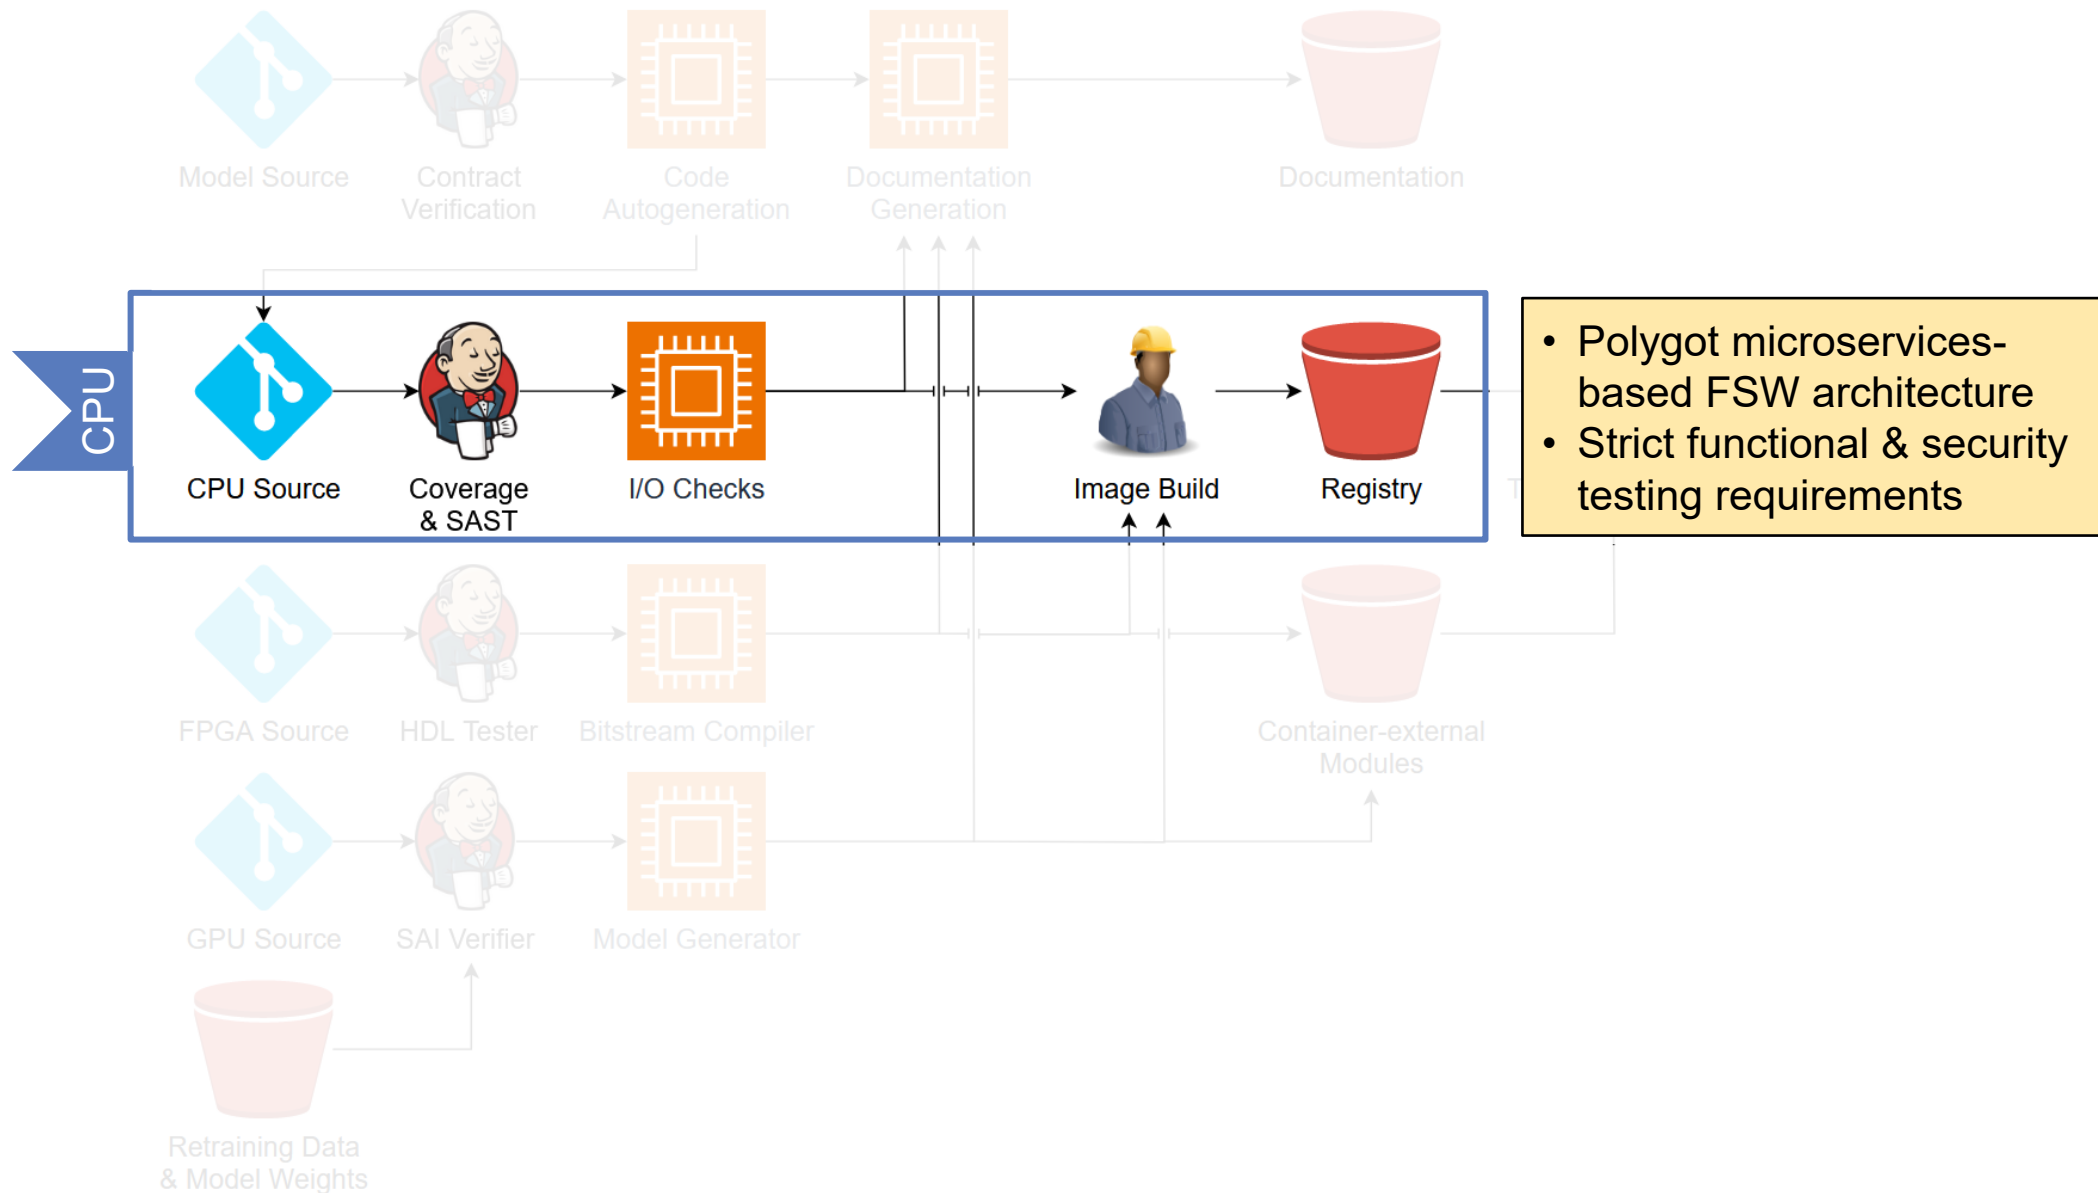 Model Source
Contract
Verification
Code
Autogeneration
Documentation
Generation
Documentation
CPU
CPU Source
Coverage
& SAST
I/O Checks
Image Build
Registry
• Polygot microservices-
based FSW architecture
• Strict functional & security
testing requirements
FPGA Source
HDL Tester
Bitstream Compiler
Container-external
Modules
GPU Source
SAI Verifier
Model Generator
Retraining Data
& Model Weights